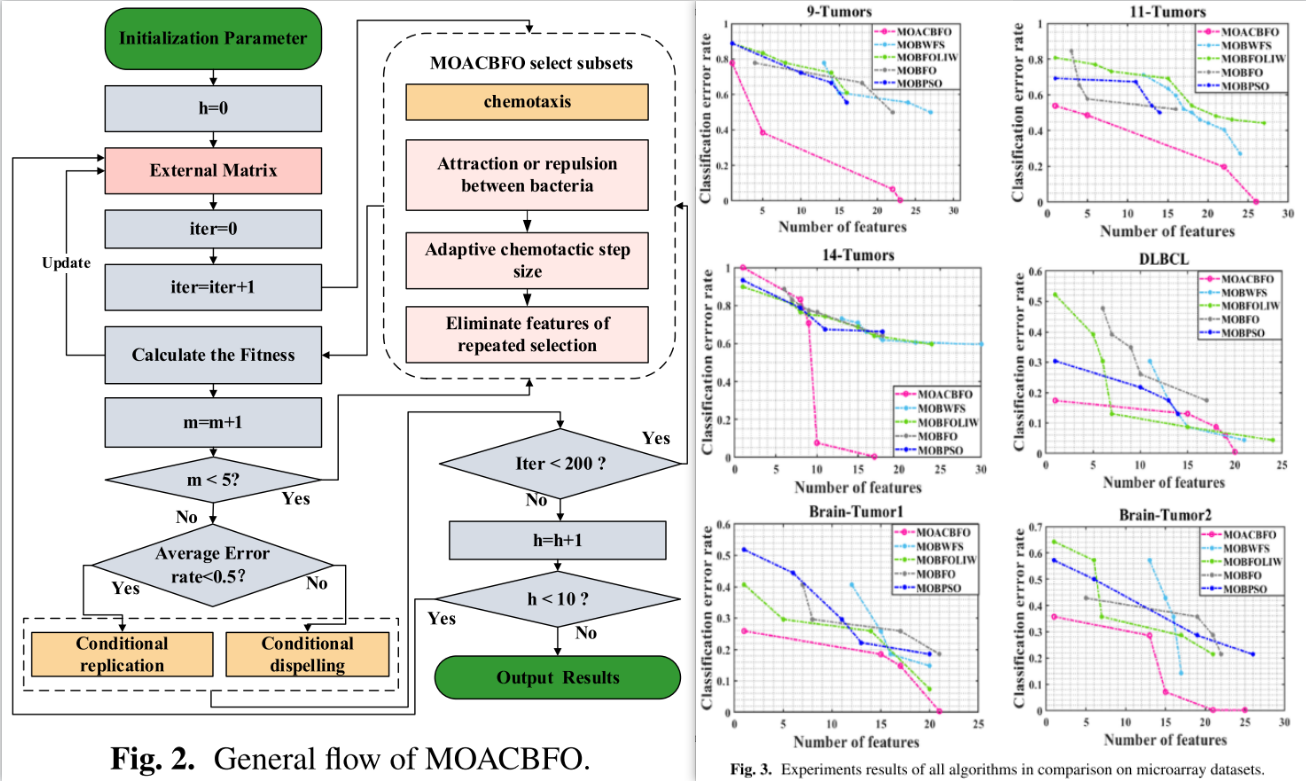 Initialization Parameter
h=0
External Matrix
iter=0
Update
iter=iter+1
Calculate the Fitness
m=m+1
m < 5?
Yes
No
Average Error
rate<0.5?
Yes
No
Conditional
replication
Conditional
dispelling
MOACBFO select subsets
chemotaxis
Attraction or repulsion
between bacteria
Adaptive chemotactic step
size
Eliminate features of
repeated selection
Iter < 200 ?
Yes
No
h=h+1
h < 10 ?
Yes
No
Output Results
Fig. 2. General flow of MOACBFO.
9-Tumors
Classification error rate
1
0.8
0.6
0.4
0.2
0
5 10 15 20 25 30
Number of features
MOACBFO
MOBWFS
MOBFOLIW
MOBFO
MOBPSO
11-Tumors
Classification error rate
1
0.8
0.6
0.4
0.2
0
0 5 10 15 20 25 30
Number of features
MOACBFO
MOBWFS
MOBFOLIW
MOBFO
MOBPSO
14-Tumors
Classification errror rate
1
0.8
0.6
0.4
0.2
0
0 5 10 15 20 25 30
Number of features
MOACBFO
MOBWFS
MOBFOLIW
MOBFO
MOBPSO
DLBCL
Classification errror rate
0.6
0.5
0.4
0.3
0.2
0.1
0
0 5 10 15 20 25
Number of features
MOACBFO
MOBWFS
MOBFOLIW
MOBFO
MOBPSO
Brain-Tumor1
Classification errror rate
0.6
0.5
0.4
0.3
0.2
0.1
0
0 5 10 15 20 25
Number of features
MOACBFO
MOBWFS
MOBFOLIW
MOBFO
MOBPSO
Brain-Tumor2
Classification errror rate
0.7
0.6
0.5
0.4
0.3
0.2
0.1
0
0 5 10 15 20 25 30
Number of features
MOACBFO
MOBWFS
MOBFOLIW
MOBFO
MOBPSO
Fig. 3. Experiments results of all algorithms in comparison on microarray datasets.